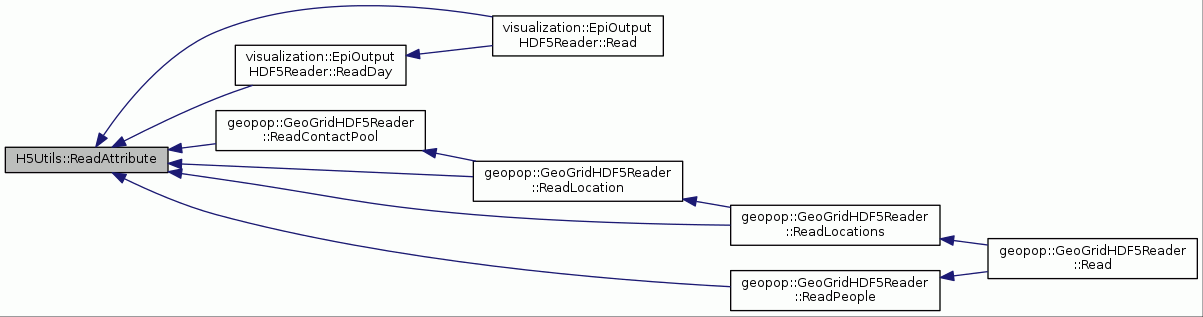 visualization::EpiOutput
HDF5Reader::Read
visualization::EpiOutput
HDF5Reader::ReadDay
geopop::GeoGridHDF5Reader
::ReadContactPool
H5Utils::ReadAttribute
geopop::GeoGridHDF5Reader
::ReadLocation
geopop::GeoGridHDF5Reader
::ReadLocations
geopop::GeoGridHDF5Reader
::Read
geopop::GeoGridHDF5Reader
::ReadPeople